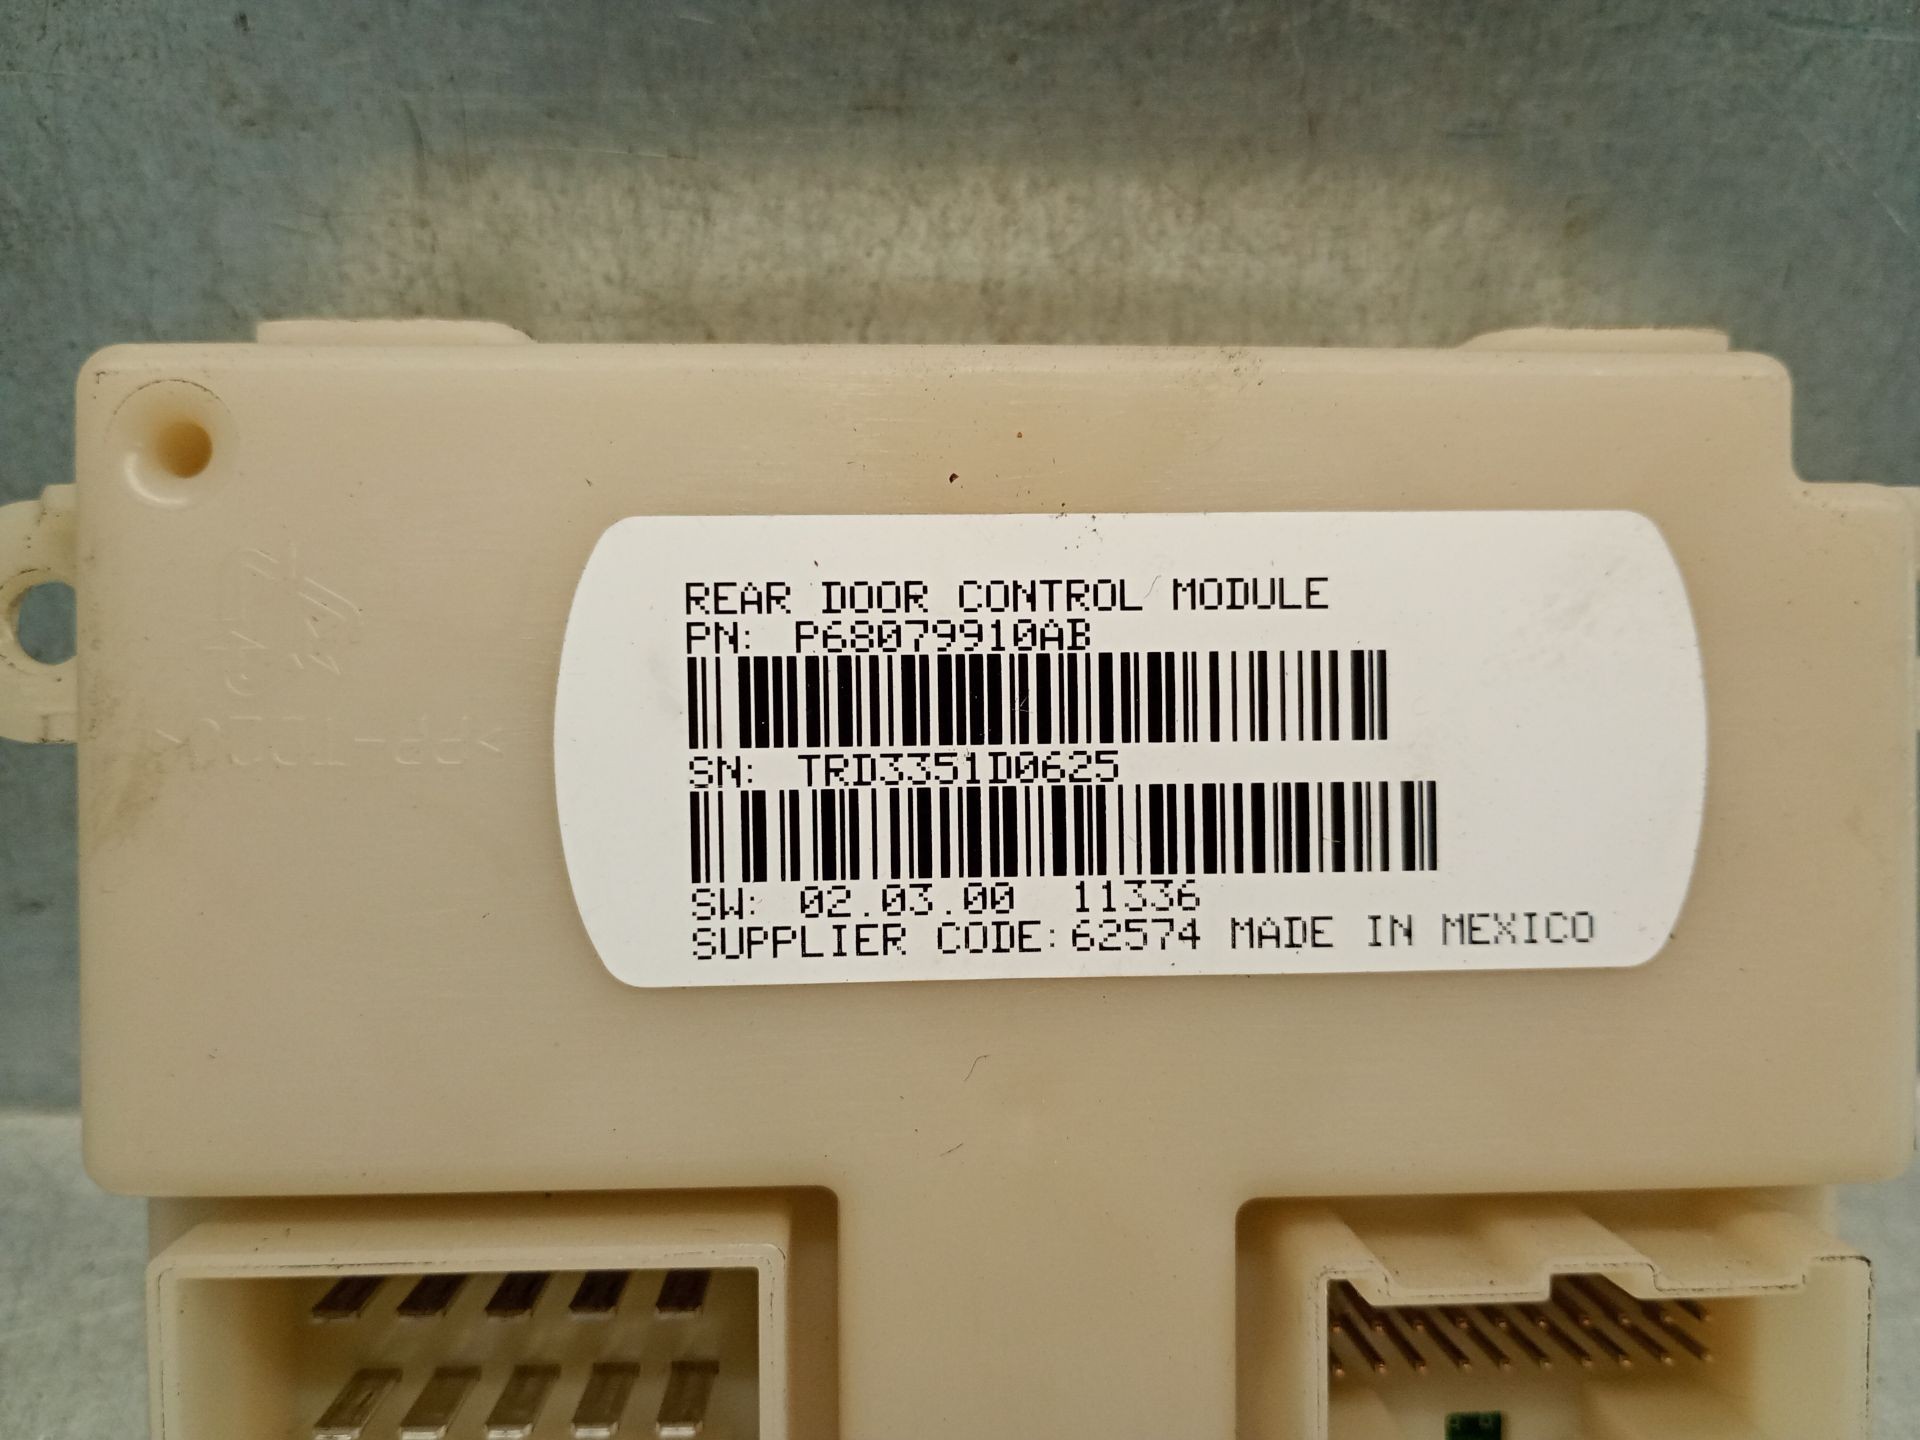 REAR DOOR CONTROL MODULE
PN: P68079910AB
SN: TRD3351D0625
SW: 02.03.00 11336
SUPPLIER CODE:62574 MADE IN MEXICO